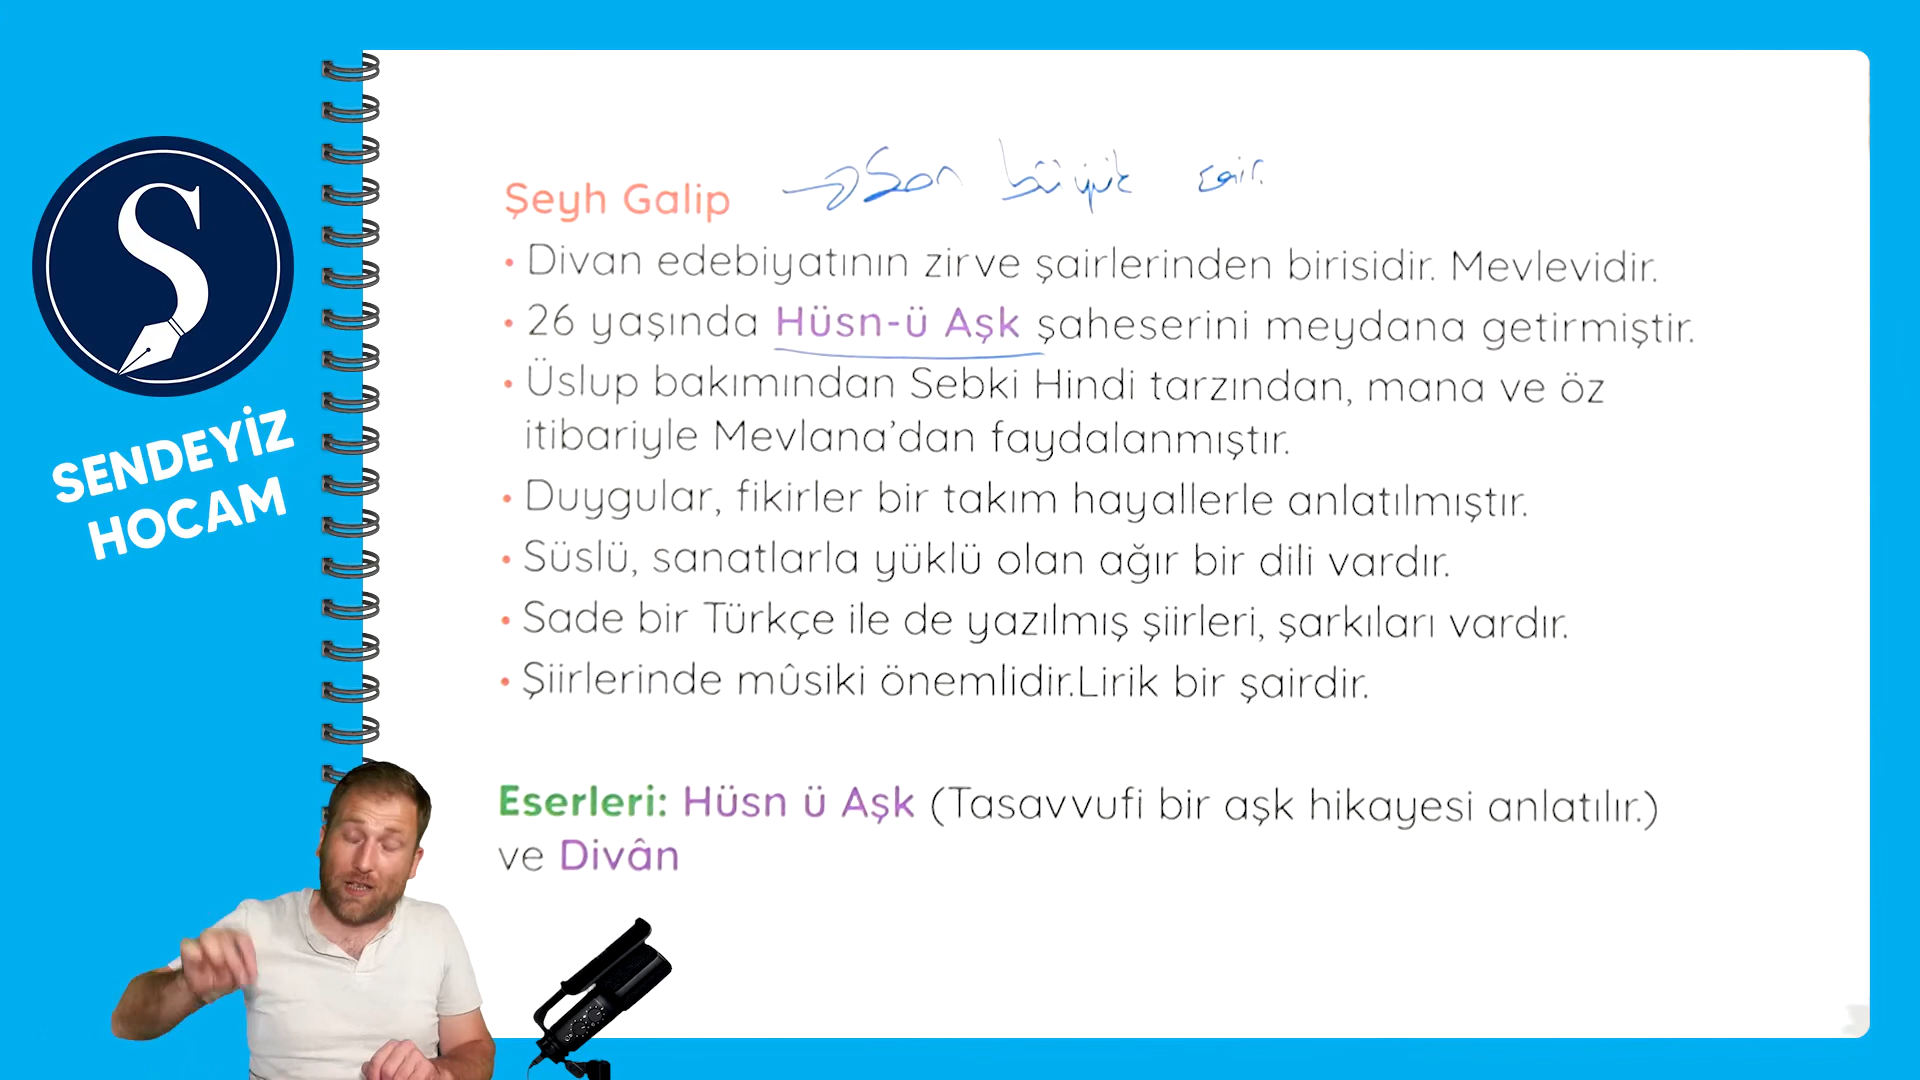 SENDEYİZ
HOCAM
→ Son büyük şair.
Şeyh Galip
• Divan edebiyatının zirve şairlerinden birisidir. Mevlevidir.
• 26 yaşında Hüsn-ü Aşk şaheserini meydana getirmiştir.
• Üslup bakımından Sebki Hindi tarzından, mana ve öz
itibariyle Mevlana’dan faydalanmıştır.
• Duygular, fikirler bir takım hayallerle anlatılmıştır.
• Süslü, sanatlarla yüklü olan ağır bir dili vardır.
• Sade bir Türkçe ile de yazılmış şiirleri, şarkıları vardır.
• Şiirlerinde mûsiki önemlidir.Lirik bir şairdir.
Eserleri: Hüsn ü Aşk (Tasavvufi bir aşk hikayesi anlatılır.)
ve Divân